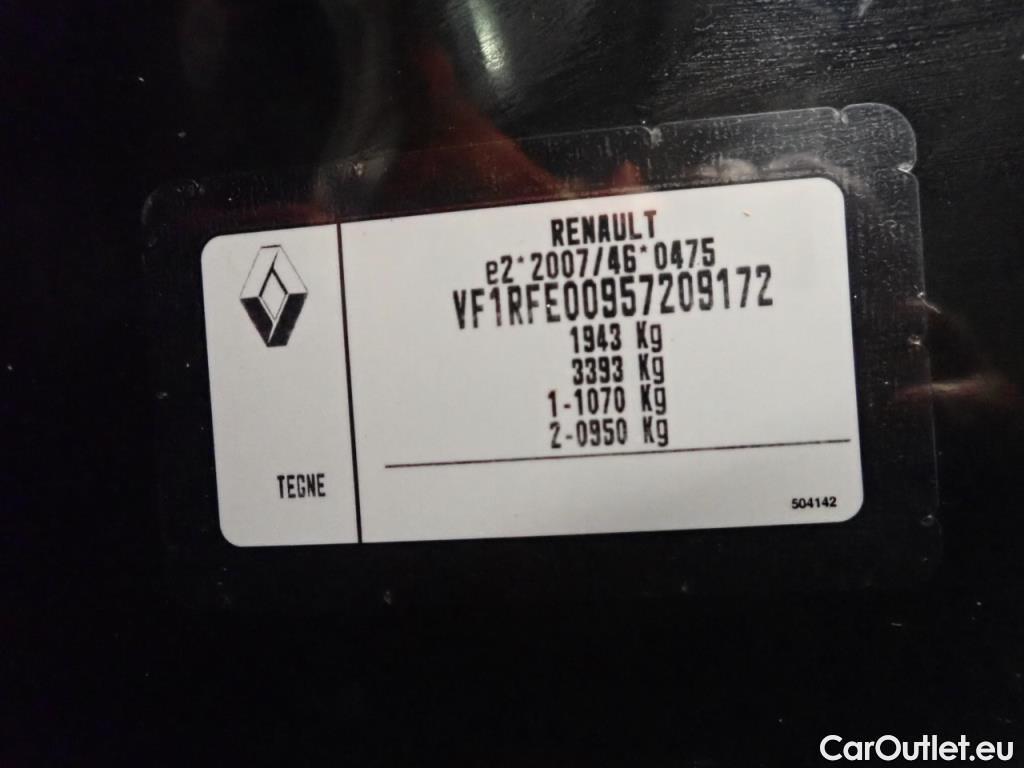 RENAULT
e2*2007/46*0475
VF1RFE00957209172
1943 Kg
3393 Kg
1-1070 Kg
2-0950 Kg
TEGNE
504142
CarOutlet.eu